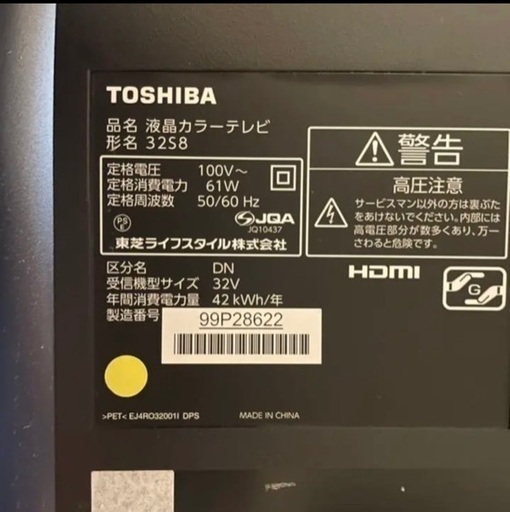 TOSHIBA
品名 液晶カラーテレビ
形名 32S8
定格電圧 100V～
定格消費電力 61W
定格周波数 50/60 Hz
PS
E
JQA
JQ10437
東芝ライフスタイル株式会社
警告
高圧注意
サービスマン以外の方は裏ぶた
をあけないでください。内部には
高電圧部分が数多くあり、万一
さわると危険です。
区分名 DN
受信機型サイズ 32V
年間消費電力量 42 kWh/年
製造番号 99P28622
HDMI
G
>PET< EJ4RO32001I DPS
MADE IN CHINA